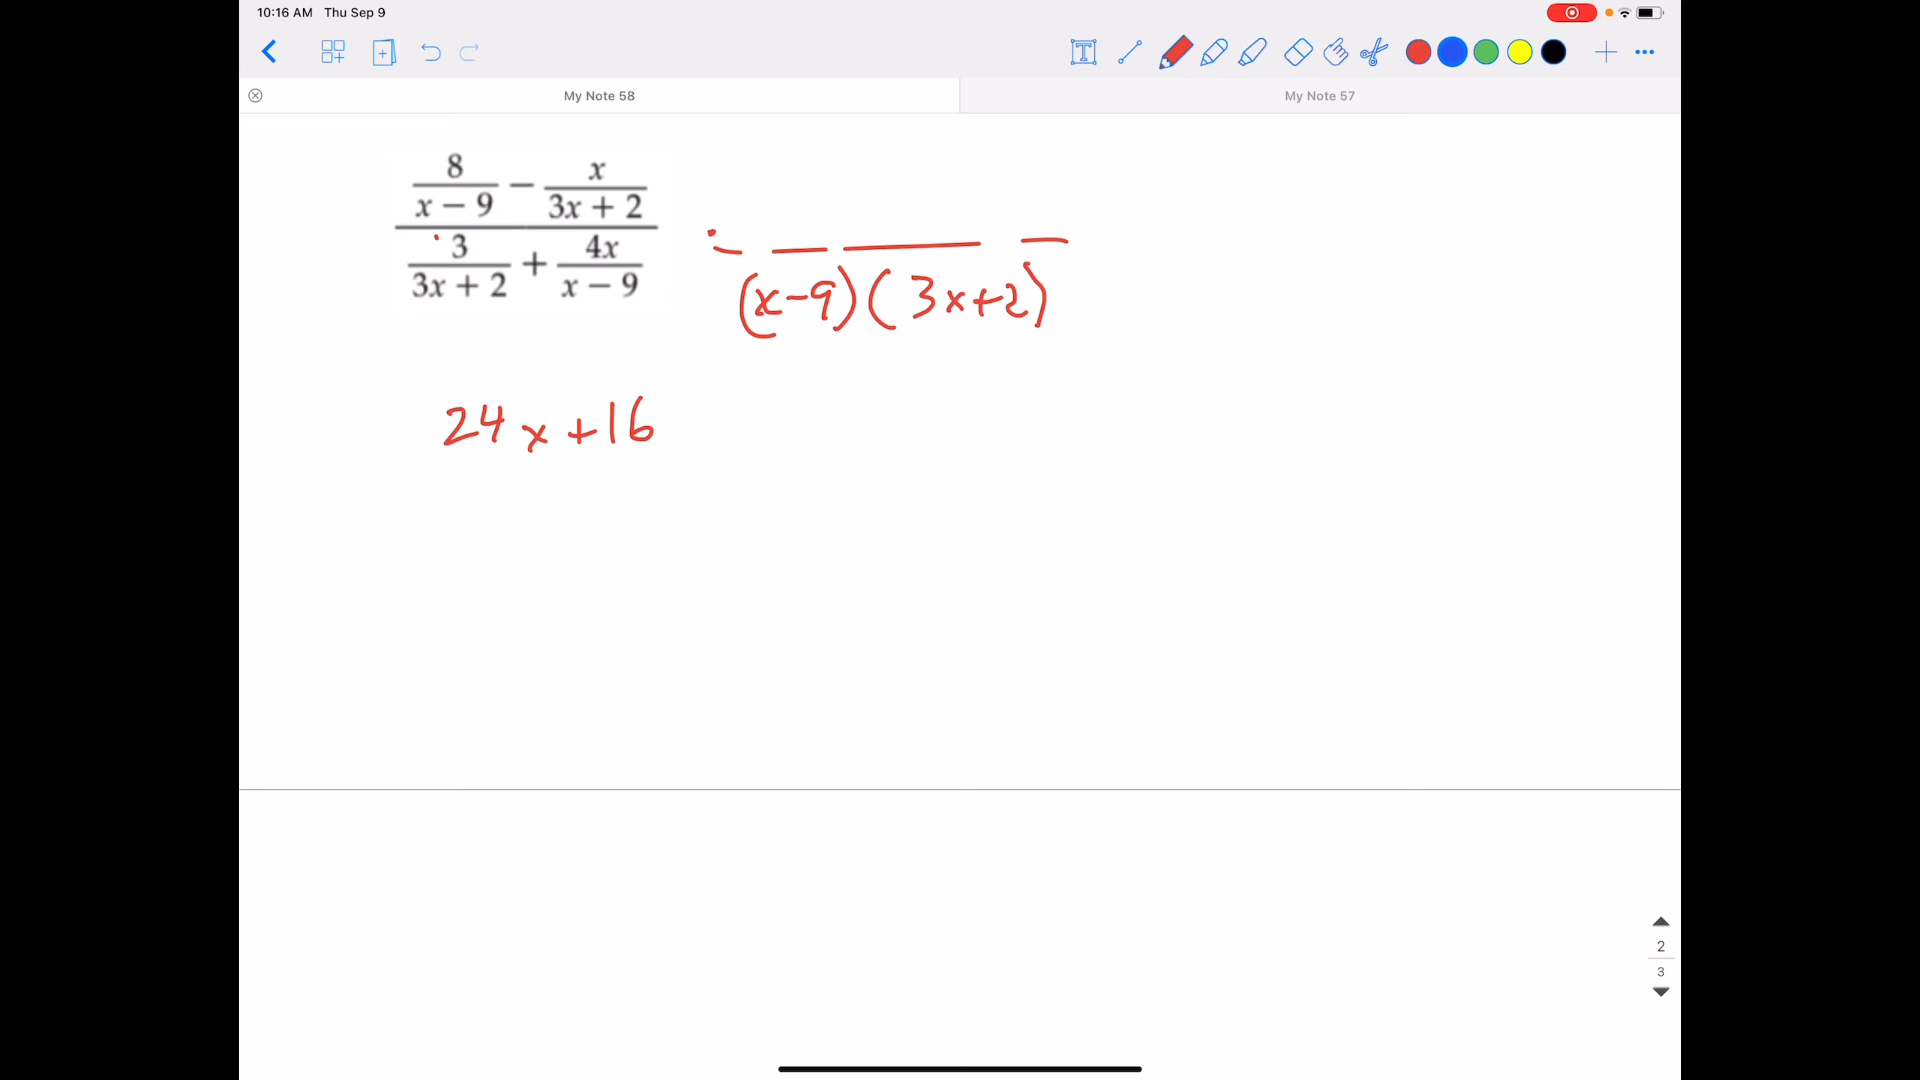 10:16 AM Thu Sep 9
T
My Note 58
My Note 57
8 x
x − 9 − 3x + 2
3 4x
3x + 2 + x − 9
(x-9)(3x+2)
24x+16
2
3